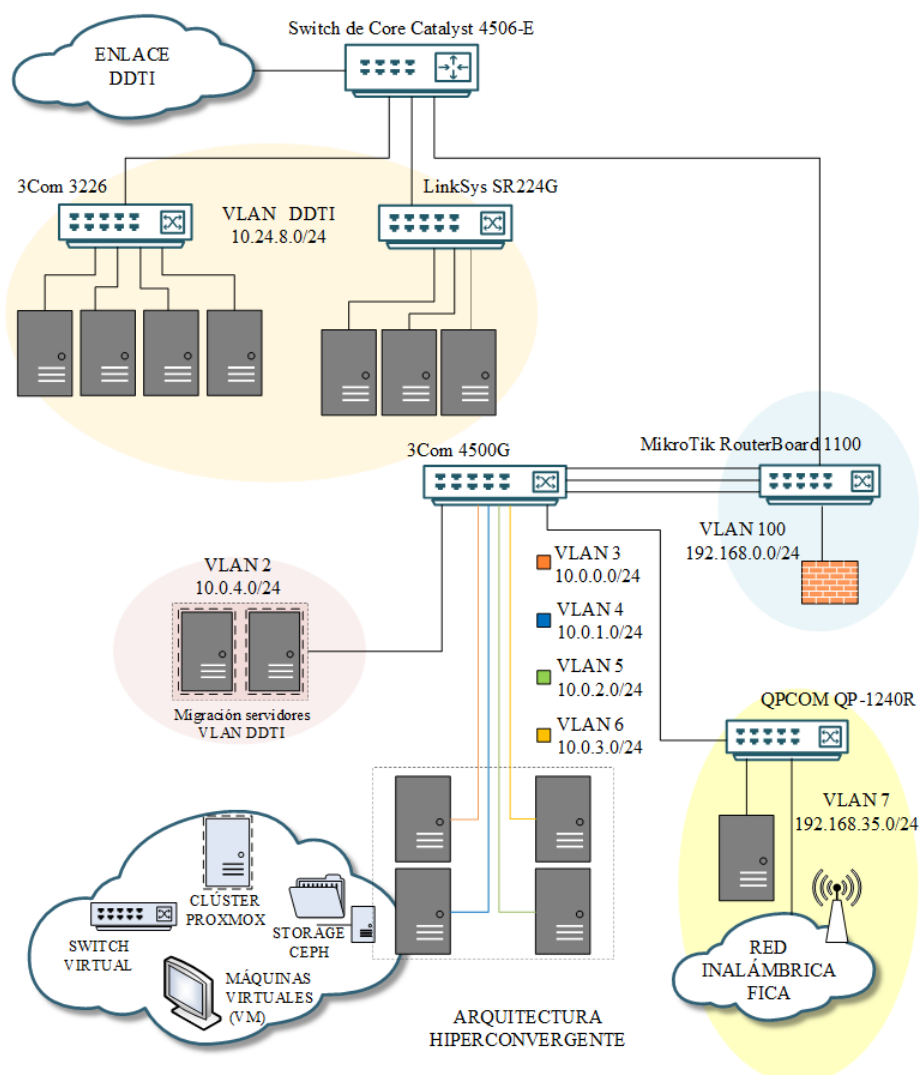 Switch de Core Catalyst 4506-E
ENLACE
DDTI
3Com 3226
LinkSys SR224G
VLAN DDTI
10.24.8.0/24
3Com 4500G
MikroTik RouterBoard 1100
VLAN 100
192.168.0.0/24
VLAN 2
10.0.4.0/24
Migración servidores
VLAN DDTI
VLAN 3
10.0.0.0/24
VLAN 4
10.0.1.0/24
VLAN 5
10.0.2.0/24
VLAN 6
10.0.3.0/24
QPCOM QP-1240R
VLAN 7
192.168.35.0/24
CLÚSTER
PROXMOX
STORAGE
CEPH
SWITCH
VIRTUAL
MÁQUINAS
VIRTUALES
(VM)
RED
INALÁMBRICA
FICA
ARQUITECTURA
HIPERCONVERGENTE